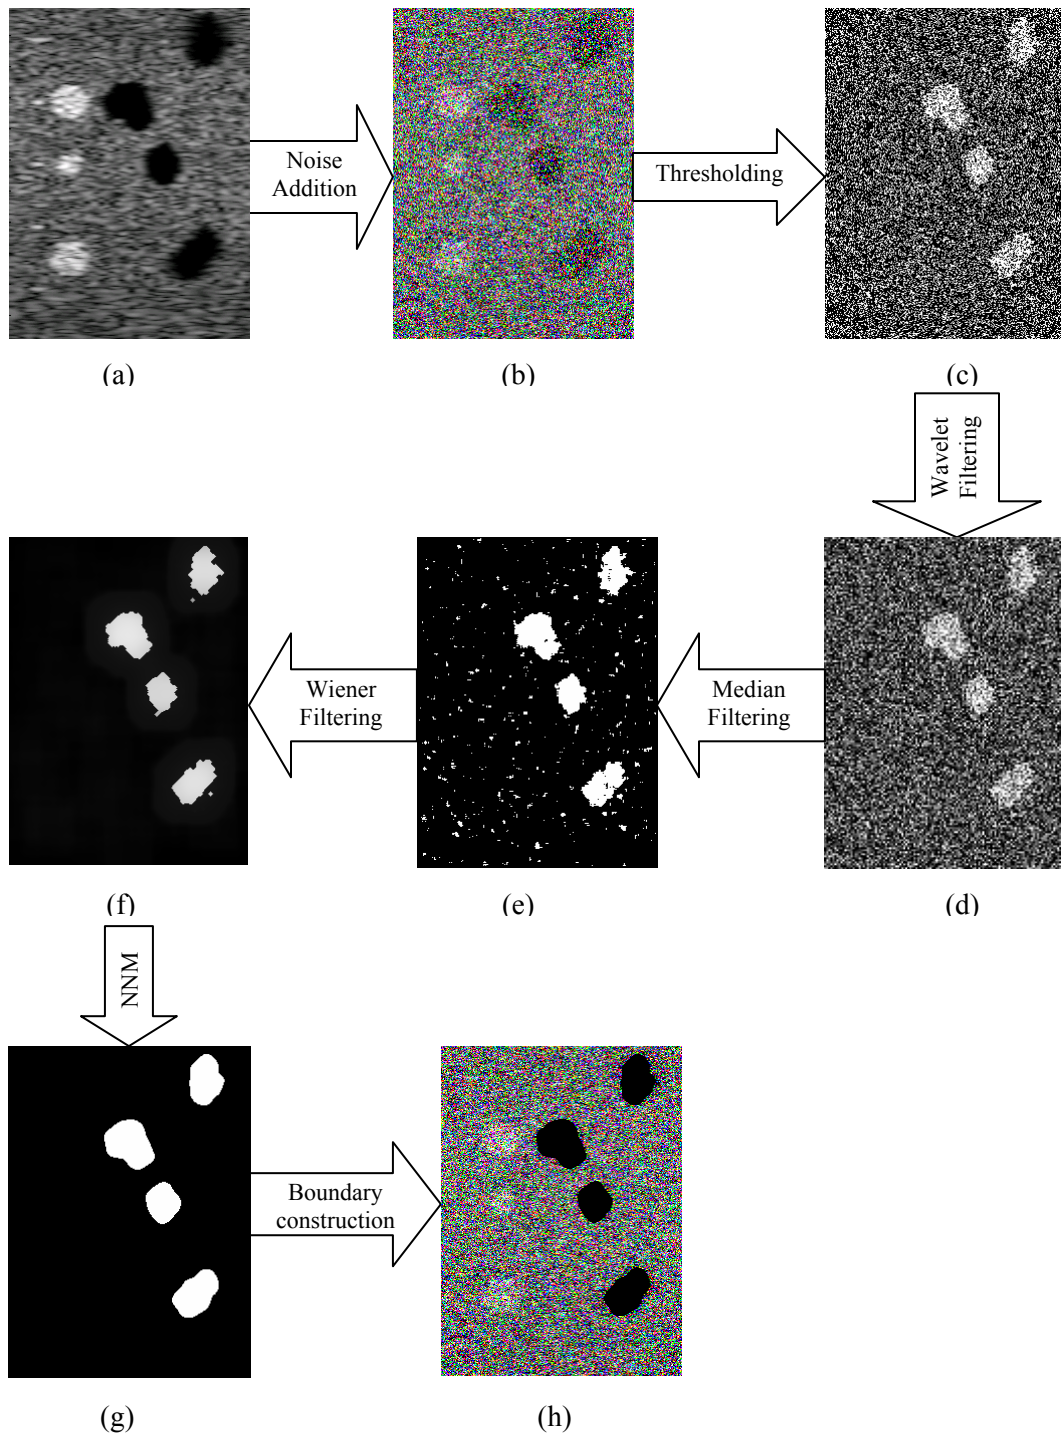 Noise
Addition
Thresholding
(a)
(b)
(c)
Wavelet
Filtering
Wiener
Filtering
Median
Filtering
(f)
(e)
(d)
NNM
Boundary
construction
(g)
(h)